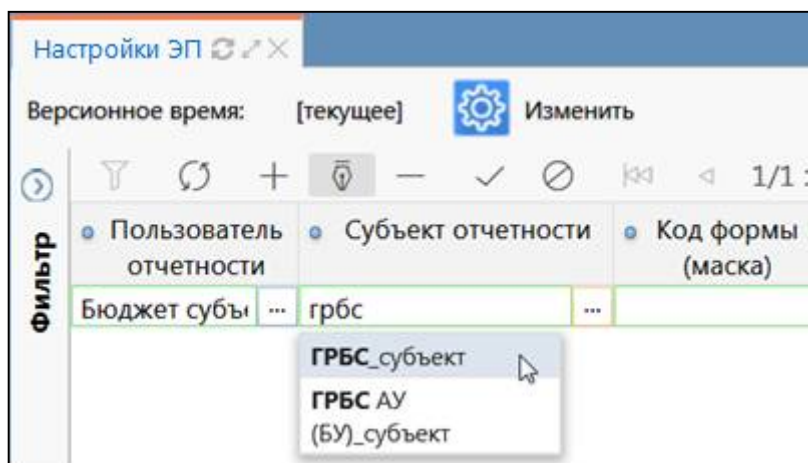 Настройки ЭП
Версионное время: [текущее] Изменить
1/1
Фильтр
Пользователь отчетности
Субъект отчетности
Код формы (маска)
Бюджет субъе ... грбс ...
ГРБС_субъект
ГРБС АУ
(БУ)_субъект